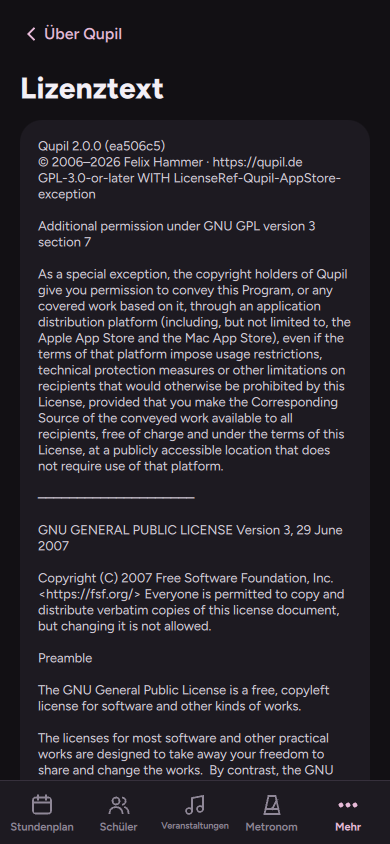 Über Qupil
Lizenztext
Qupil 2.0.0 (ea506c5)
© 2006–2026 Felix Hammer · https://qupil.de
GPL-3.0-or-later WITH LicenseRef-Qupil-AppStore-
exception
Additional permission under GNU GPL version 3
section 7
As a special exception, the copyright holders of Qupil
give you permission to convey this Program, or any
covered work based on it, through an application
distribution platform (including, but not limited to, the
Apple App Store and the Mac App Store), even if the
terms of that platform impose usage restrictions,
technical protection measures or other limitations on
recipients that would otherwise be prohibited by this
License, provided that you make the Corresponding
Source of the conveyed work available to all
recipients, free of charge and under the terms of this
License, at a publicly accessible location that does
not require use of that platform.
GNU GENERAL PUBLIC LICENSE Version 3, 29 June
2007
Copyright (C) 2007 Free Software Foundation, Inc.
<https://fsf.org/> Everyone is permitted to copy and
distribute verbatim copies of this license document,
but changing it is not allowed.
Preamble
The GNU General Public License is a free, copyleft
license for software and other kinds of works.
The licenses for most software and other practical
works are designed to take away your freedom to
share and change the works.  By contrast, the GNU
Stundenplan
Schüler
Veranstaltungen
Metronom
Mehr